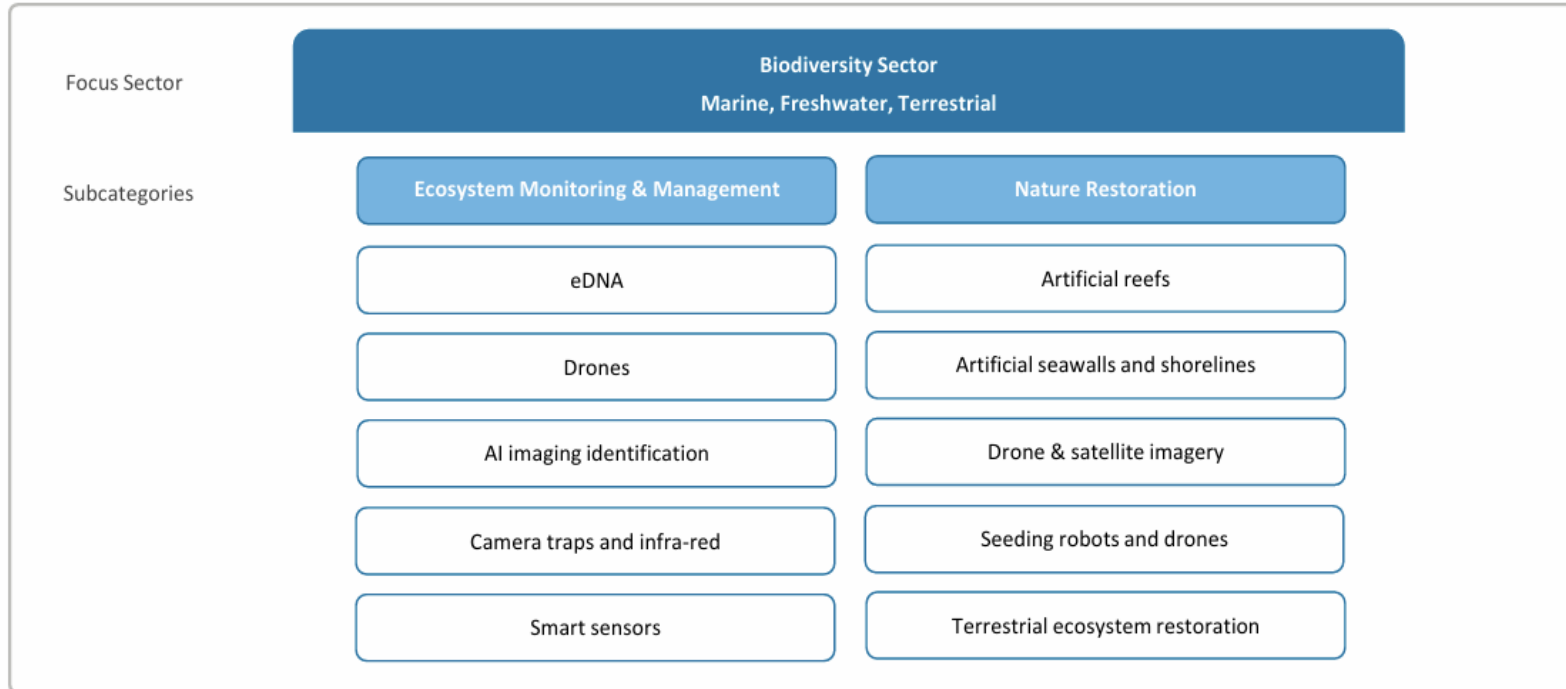 Focus Sector
Biodiversity Sector
Marine, Freshwater, Terrestrial
Subcategories
Ecosystem Monitoring & Management
Nature Restoration
eDNA
Artificial reefs
Drones
Artificial seawalls and shorelines
AI imaging identification
Drone & satellite imagery
Camera traps and infra-red
Seeding robots and drones
Smart sensors
Terrestrial ecosystem restoration